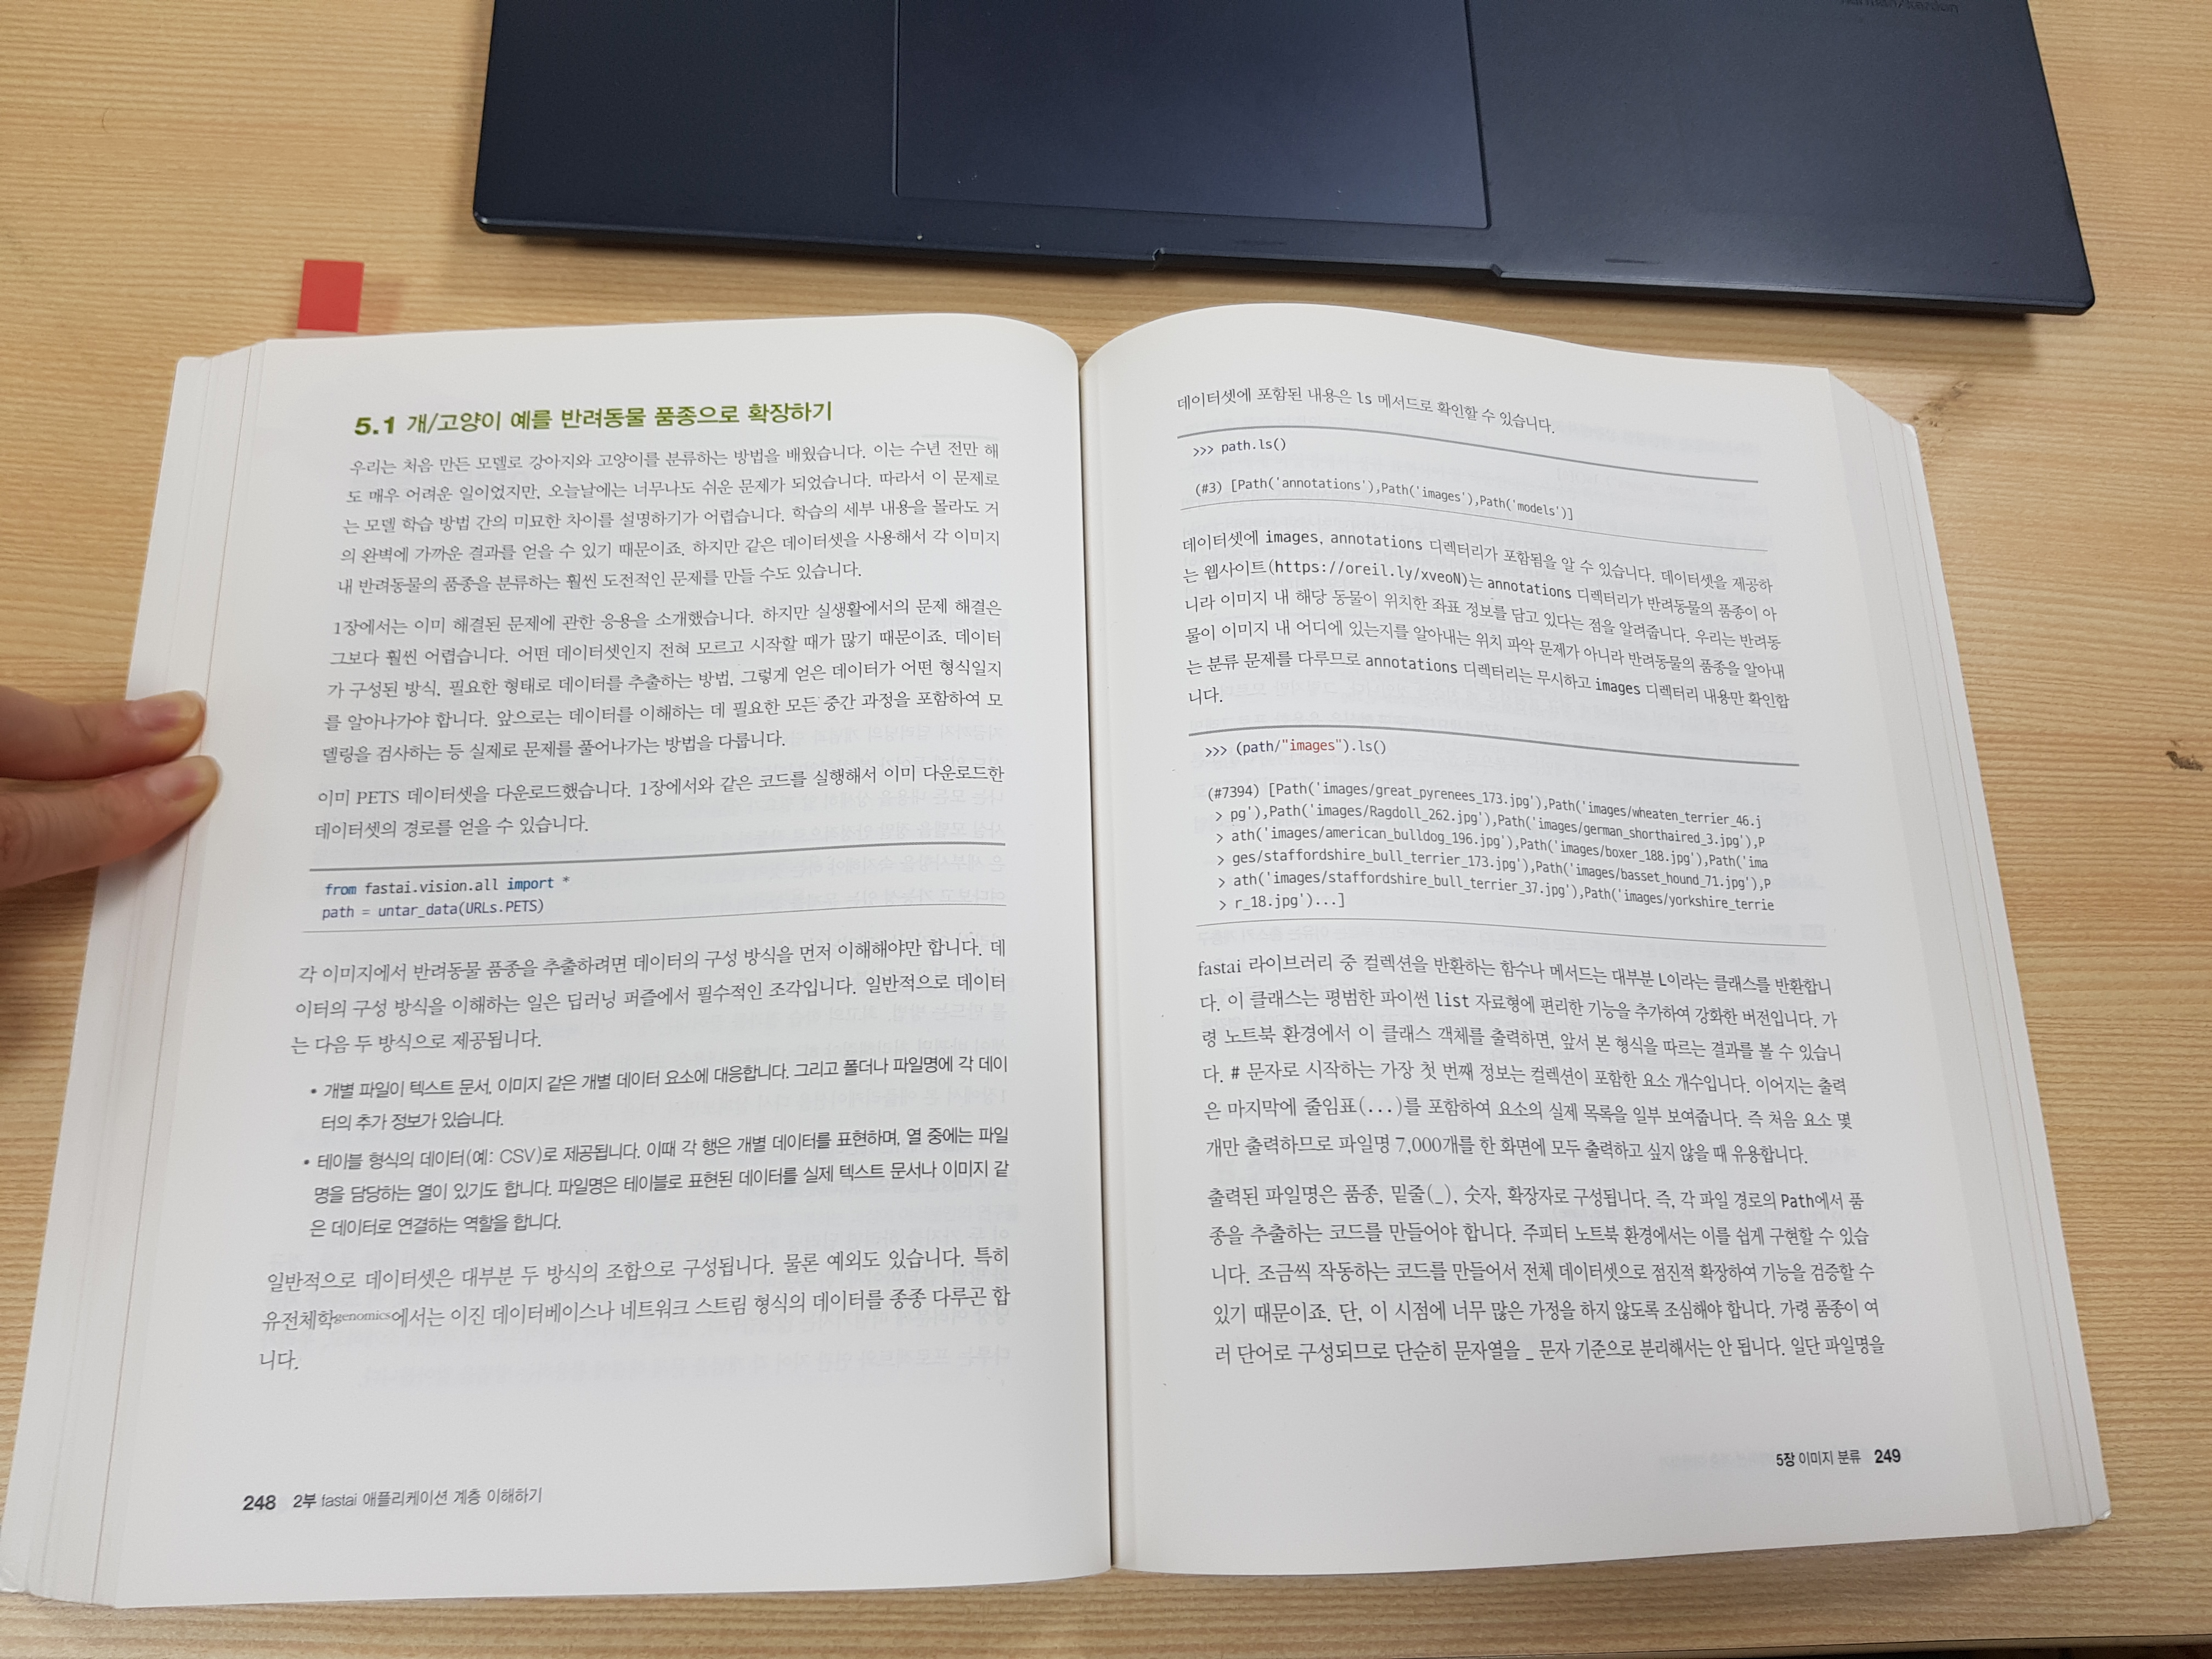 harman/kardon
5.1 개/고양이 예를 반려동물 품종으로 확장하기
우리는 처음 만든 모델로 강아지와 고양이를 분류하는 방법을 배웠습니다. 이는 수년 전만 해
도 매우 어려운 일이었지만, 오늘날에는 너무나도 쉬운 문제가 되었습니다. 따라서 이 문제로
는 모델 학습 방법 간의 미묘한 차이를 설명하기가 어렵습니다. 학습의 세부 내용을 몰라도 거
의 완벽에 가까운 결과를 얻을 수 있기 때문이죠. 하지만 같은 데이터셋을 사용해서 각 이미지
내 반려동물의 품종을 분류하는 훨씬 도전적인 문제를 만들 수도 있습니다.
1장에서는 이미 해결된 문제에 관한 응용을 소개했습니다. 하지만 실생활에서의 문제 해결은
그보다 훨씬 어렵습니다. 어떤 데이터셋인지 전혀 모르고 시작할 때가 많기 때문이죠. 데이터
가 구성된 방식, 필요한 형태로 데이터를 추출하는 방법, 그렇게 얻은 데이터가 어떤 형식일지
를 알아나가야 합니다. 앞으로는 데이터를 이해하는 데 필요한 모든 중간 과정을 포함하여 모
델링을 검사하는 등 실제로 문제를 풀어나가는 방법을 다룹니다.
이미 PETS 데이터셋을 다운로드했습니다. 1장에서와 같은 코드를 실행해서 이미 다운로드한
데이터셋의 경로를 얻을 수 있습니다.
from fastai.vision.all import *
path = untar_data(URLs.PETS)
각 이미지에서 반려동물 품종을 추출하려면 데이터의 구성 방식을 먼저 이해해야만 합니다. 데
이터의 구성 방식을 이해하는 일은 딥러닝 퍼즐에서 필수적인 조각입니다. 일반적으로 데이터
는 다음 두 방식으로 제공됩니다.
• 개별 파일이 텍스트 문서, 이미지 같은 개별 데이터 요소에 대응합니다. 그리고 폴더나 파일명에 각 데이
터의 추가 정보가 있습니다.
• 테이블 형식의 데이터(예: CSV)로 제공됩니다. 이때 각 행은 개별 데이터를 표현하며, 열 중에는 파일
명을 담당하는 열이 있기도 합니다. 파일명은 테이블로 표현된 데이터를 실제 텍스트 문서나 이미지 같
은 데이터로 연결하는 역할을 합니다.
일반적으로 데이터셋은 대부분 두 방식의 조합으로 구성됩니다. 물론 예외도 있습니다. 특히
유전체학genomics에서는 이진 데이터베이스나 네트워크 스트림 형식의 데이터를 종종 다루곤 합
니다.
248 2부 fastai 애플리케이션 계층 이해하기
데이터셋에 포함된 내용은 ls 메서드로 확인할 수 있습니다.
>>> path.ls()
(#3) [Path('annotations'),Path('images'),Path('models')]
데이터셋에 images, annotations 디렉터리가 포함됨을 알 수 있습니다. 데이터셋을 제공하
는 웹사이트(https://oreil.ly/xveoN)는 annotations 디렉터리가 반려동물의 품종이 아
니라 이미지 내 해당 동물이 위치한 좌표 정보를 담고 있다는 점을 알려줍니다. 우리는 반려동
물이 이미지 내 어디에 있는지를 알아내는 위치 파악 문제가 아니라 반려동물의 품종을 알아내
는 분류 문제를 다루므로 annotations 디렉터리는 무시하고 images 디렉터리 내용만 확인합
니다.
>>> (path/"images").ls()
(#7394) [Path('images/great_pyrenees_173.jpg'),Path('images/wheaten_terrier_46.j
> pg'),Path('images/Ragdoll_262.jpg'),Path('images/german_shorthaired_3.jpg'),P
> ath('images/american_bulldog_196.jpg'),Path('images/boxer_188.jpg'),Path('ima
> ges/staffordshire_bull_terrier_173.jpg'),Path('images/basset_hound_71.jpg'),P
> ath('images/staffordshire_bull_terrier_37.jpg'),Path('images/yorkshire_terrie
> r_18.jpg')...]
fastai 라이브러리 중 컬렉션을 반환하는 함수나 메서드는 대부분 L이라는 클래스를 반환합니
다. 이 클래스는 평범한 파이썬 list 자료형에 편리한 기능을 추가하여 강화한 버전입니다. 가
령 노트북 환경에서 이 클래스 객체를 출력하면, 앞서 본 형식을 따르는 결과를 볼 수 있습니
다. # 문자로 시작하는 가장 첫 번째 정보는 컬렉션이 포함한 요소 개수입니다. 이어지는 출력
은 마지막에 줄임표(...)를 포함하여 요소의 실제 목록을 일부 보여줍니다. 즉 처음 요소 몇
개만 출력하므로 파일명 7,000개를 한 화면에 모두 출력하고 싶지 않을 때 유용합니다.
출력된 파일명은 품종, 밑줄(_), 숫자, 확장자로 구성됩니다. 즉, 각 파일 경로의 Path에서 품
종을 추출하는 코드를 만들어야 합니다. 주피터 노트북 환경에서는 이를 쉽게 구현할 수 있습
니다. 조금씩 작동하는 코드를 만들어서 전체 데이터셋으로 점진적 확장하여 기능을 검증할 수
있기 때문이죠. 단, 이 시점에 너무 많은 가정을 하지 않도록 조심해야 합니다. 가령 품종이 여
러 단어로 구성되므로 단순히 문자열을 _ 문자 기준으로 분리해서는 안 됩니다. 일단 파일명을
5장 이미지 분류 249